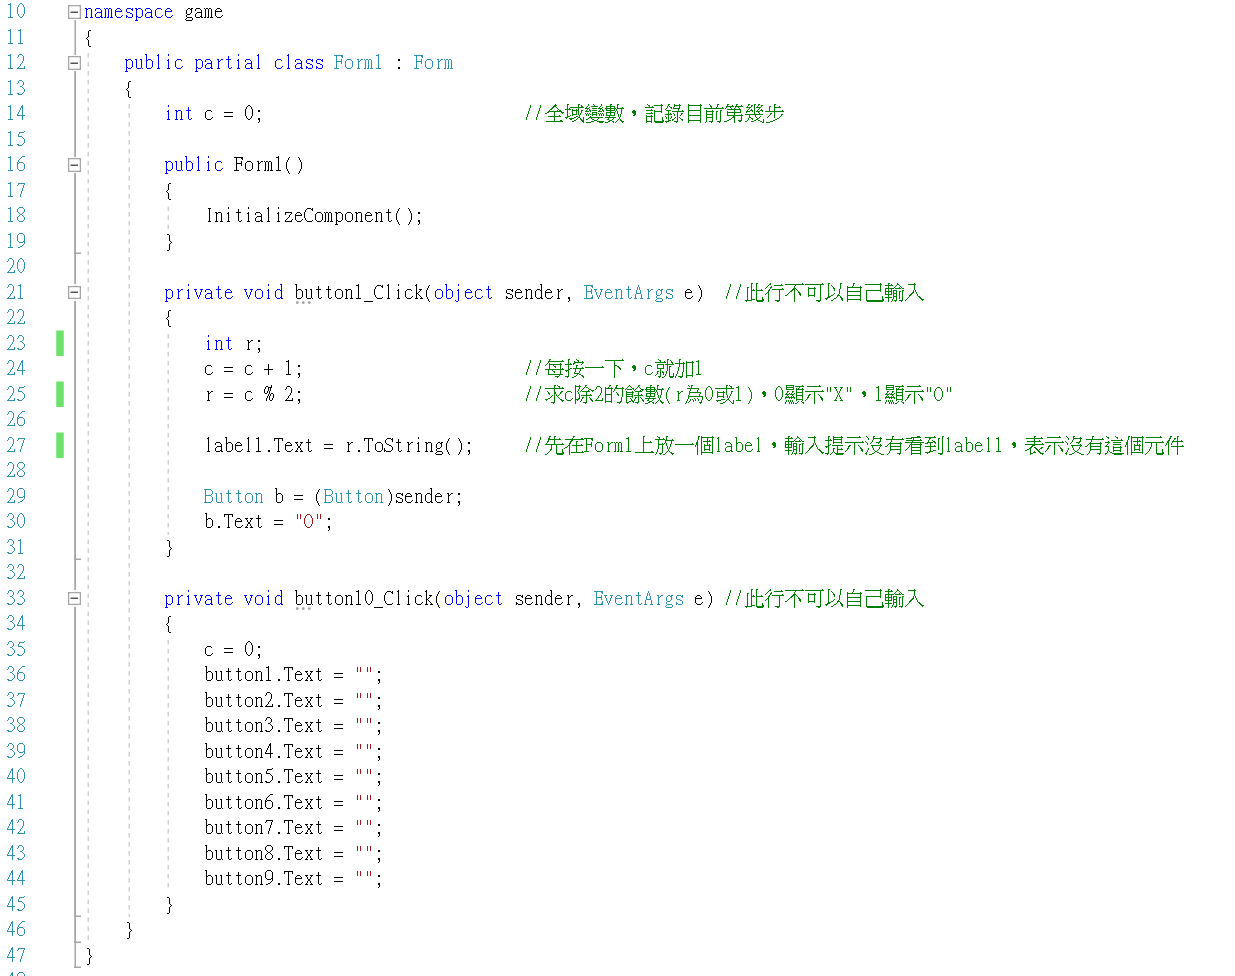 10 namespace game
11 {
12 public partial class Form1 : Form
13 {
14 int c = 0; //全域變數，記錄目前第幾步
15
16 public Form1()
17 {
18 InitializeComponent();
19 }
20
21 private void button1_Click(object sender, EventArgs e) //此行不可以自己輸入
22 {
23 int r;
24 c = c + 1; //每按一下，c就加1
25 r = c % 2; //求c除2的餘數(r為0或1)，0顯示"X"，1顯示"O"
26
27 label1.Text = r.ToString(); //先在Form1上放一個label，輸入提示沒有看到label1，表示沒有這個元件
28
29 Button b = (Button)sender;
30 b.Text = "O";
31 }
32
33 private void button10_Click(object sender, EventArgs e) //此行不可以自己輸入
34 {
35 c = 0;
36 button1.Text = "";
37 button2.Text = "";
38 button3.Text = "";
39 button4.Text = "";
40 button5.Text = "";
41 button6.Text = "";
42 button7.Text = "";
43 button8.Text = "";
44 button9.Text = "";
45 }
46 }
47 }